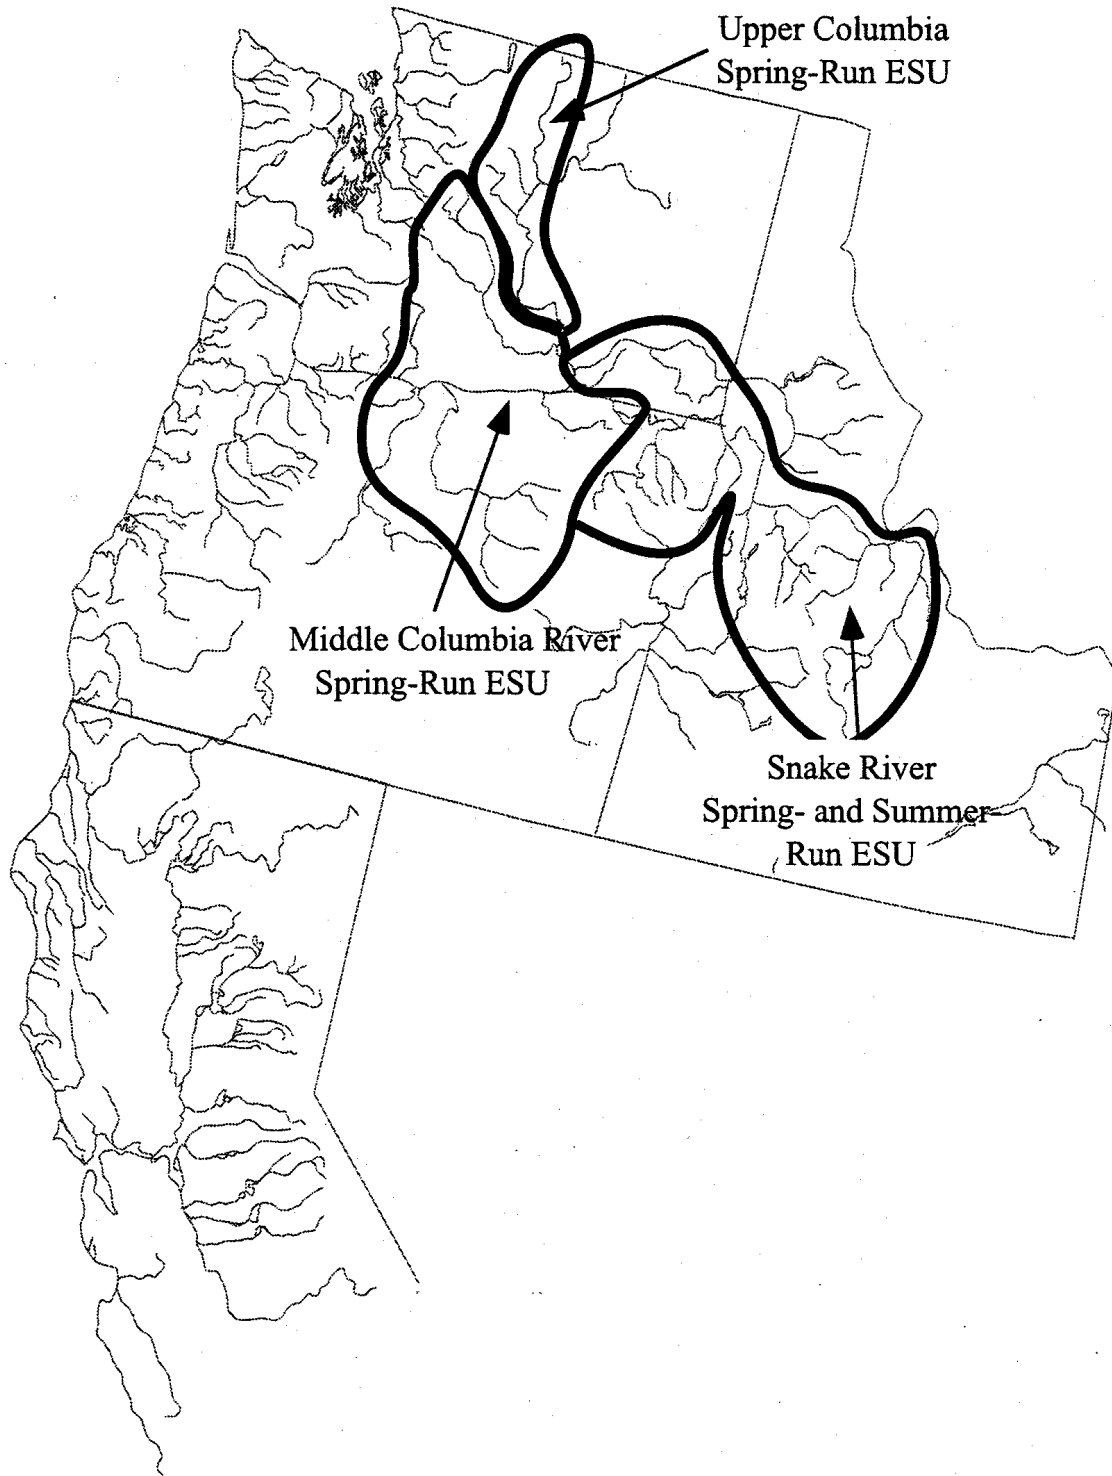 Upper Columbia
Spring-Run ESU
Middle Columbia River
Spring-Run ESU
Snake River
Spring- and Summer-
Run ESU